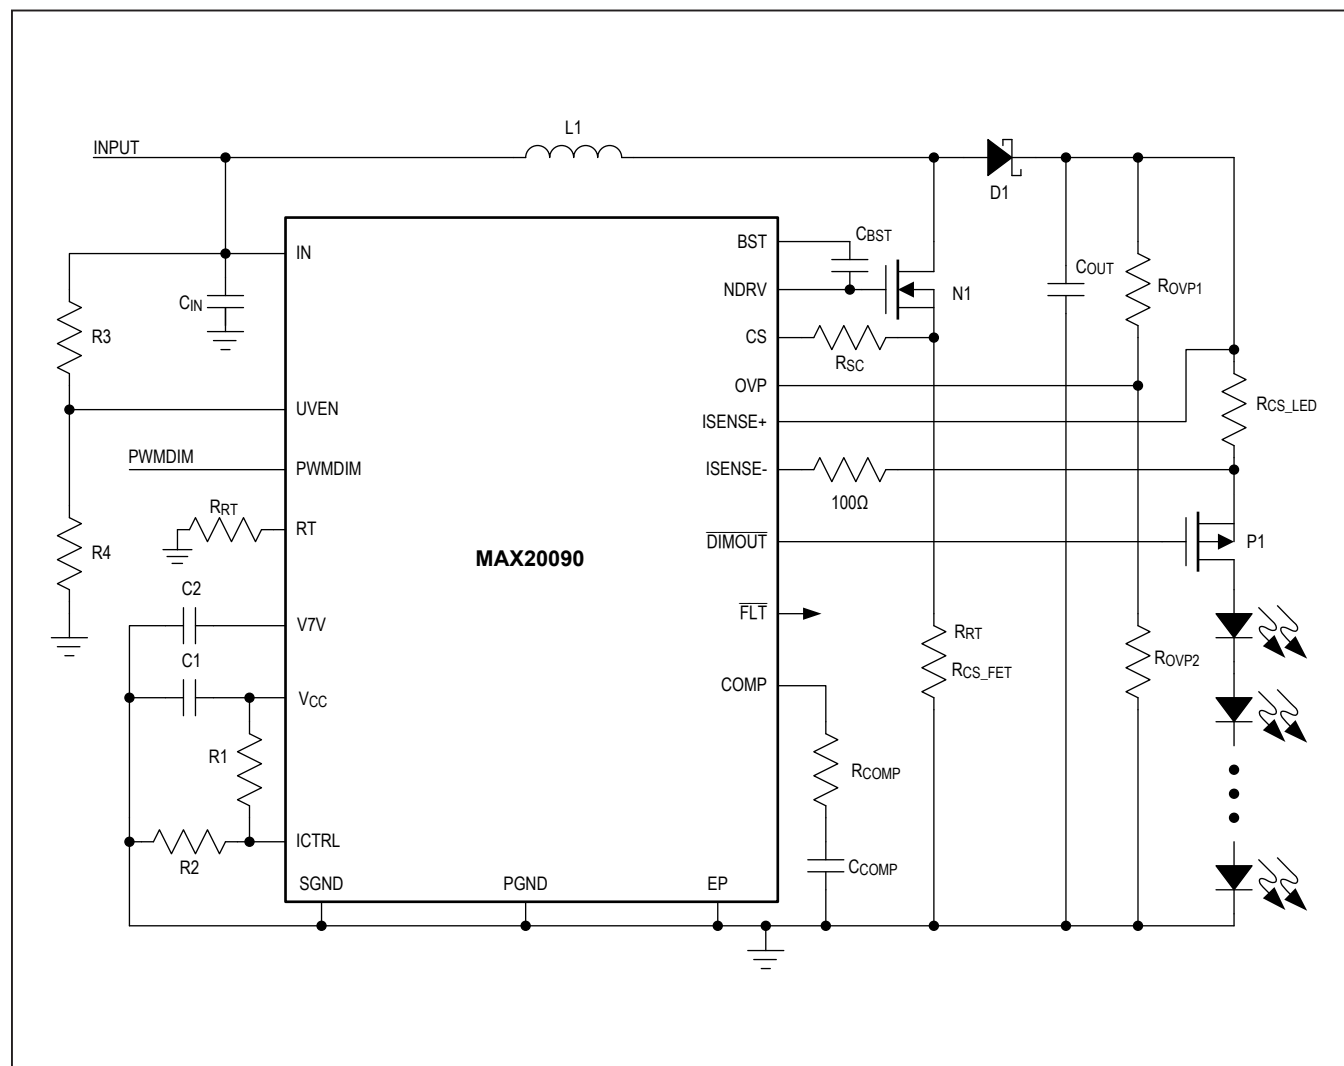 L1
INPUT
D1
BST
CBST
IN
COUT
ROVP1
NDRV
N1
CIN
R3
CS
RSC
OVP
RCS_LED
UVEN
ISENSE+
PWMDIM
PWMDIM
ISENSE-
100Ω
RRT
RT
R4
DIMOUT
P1
MAX20090
C2
FLT
V7V
RRT
C1
RCS_FET
ROVP2
COMP
VCC
R1
RCOMP
ICTRL
R2
CCOMP
SGND
PGND
EP